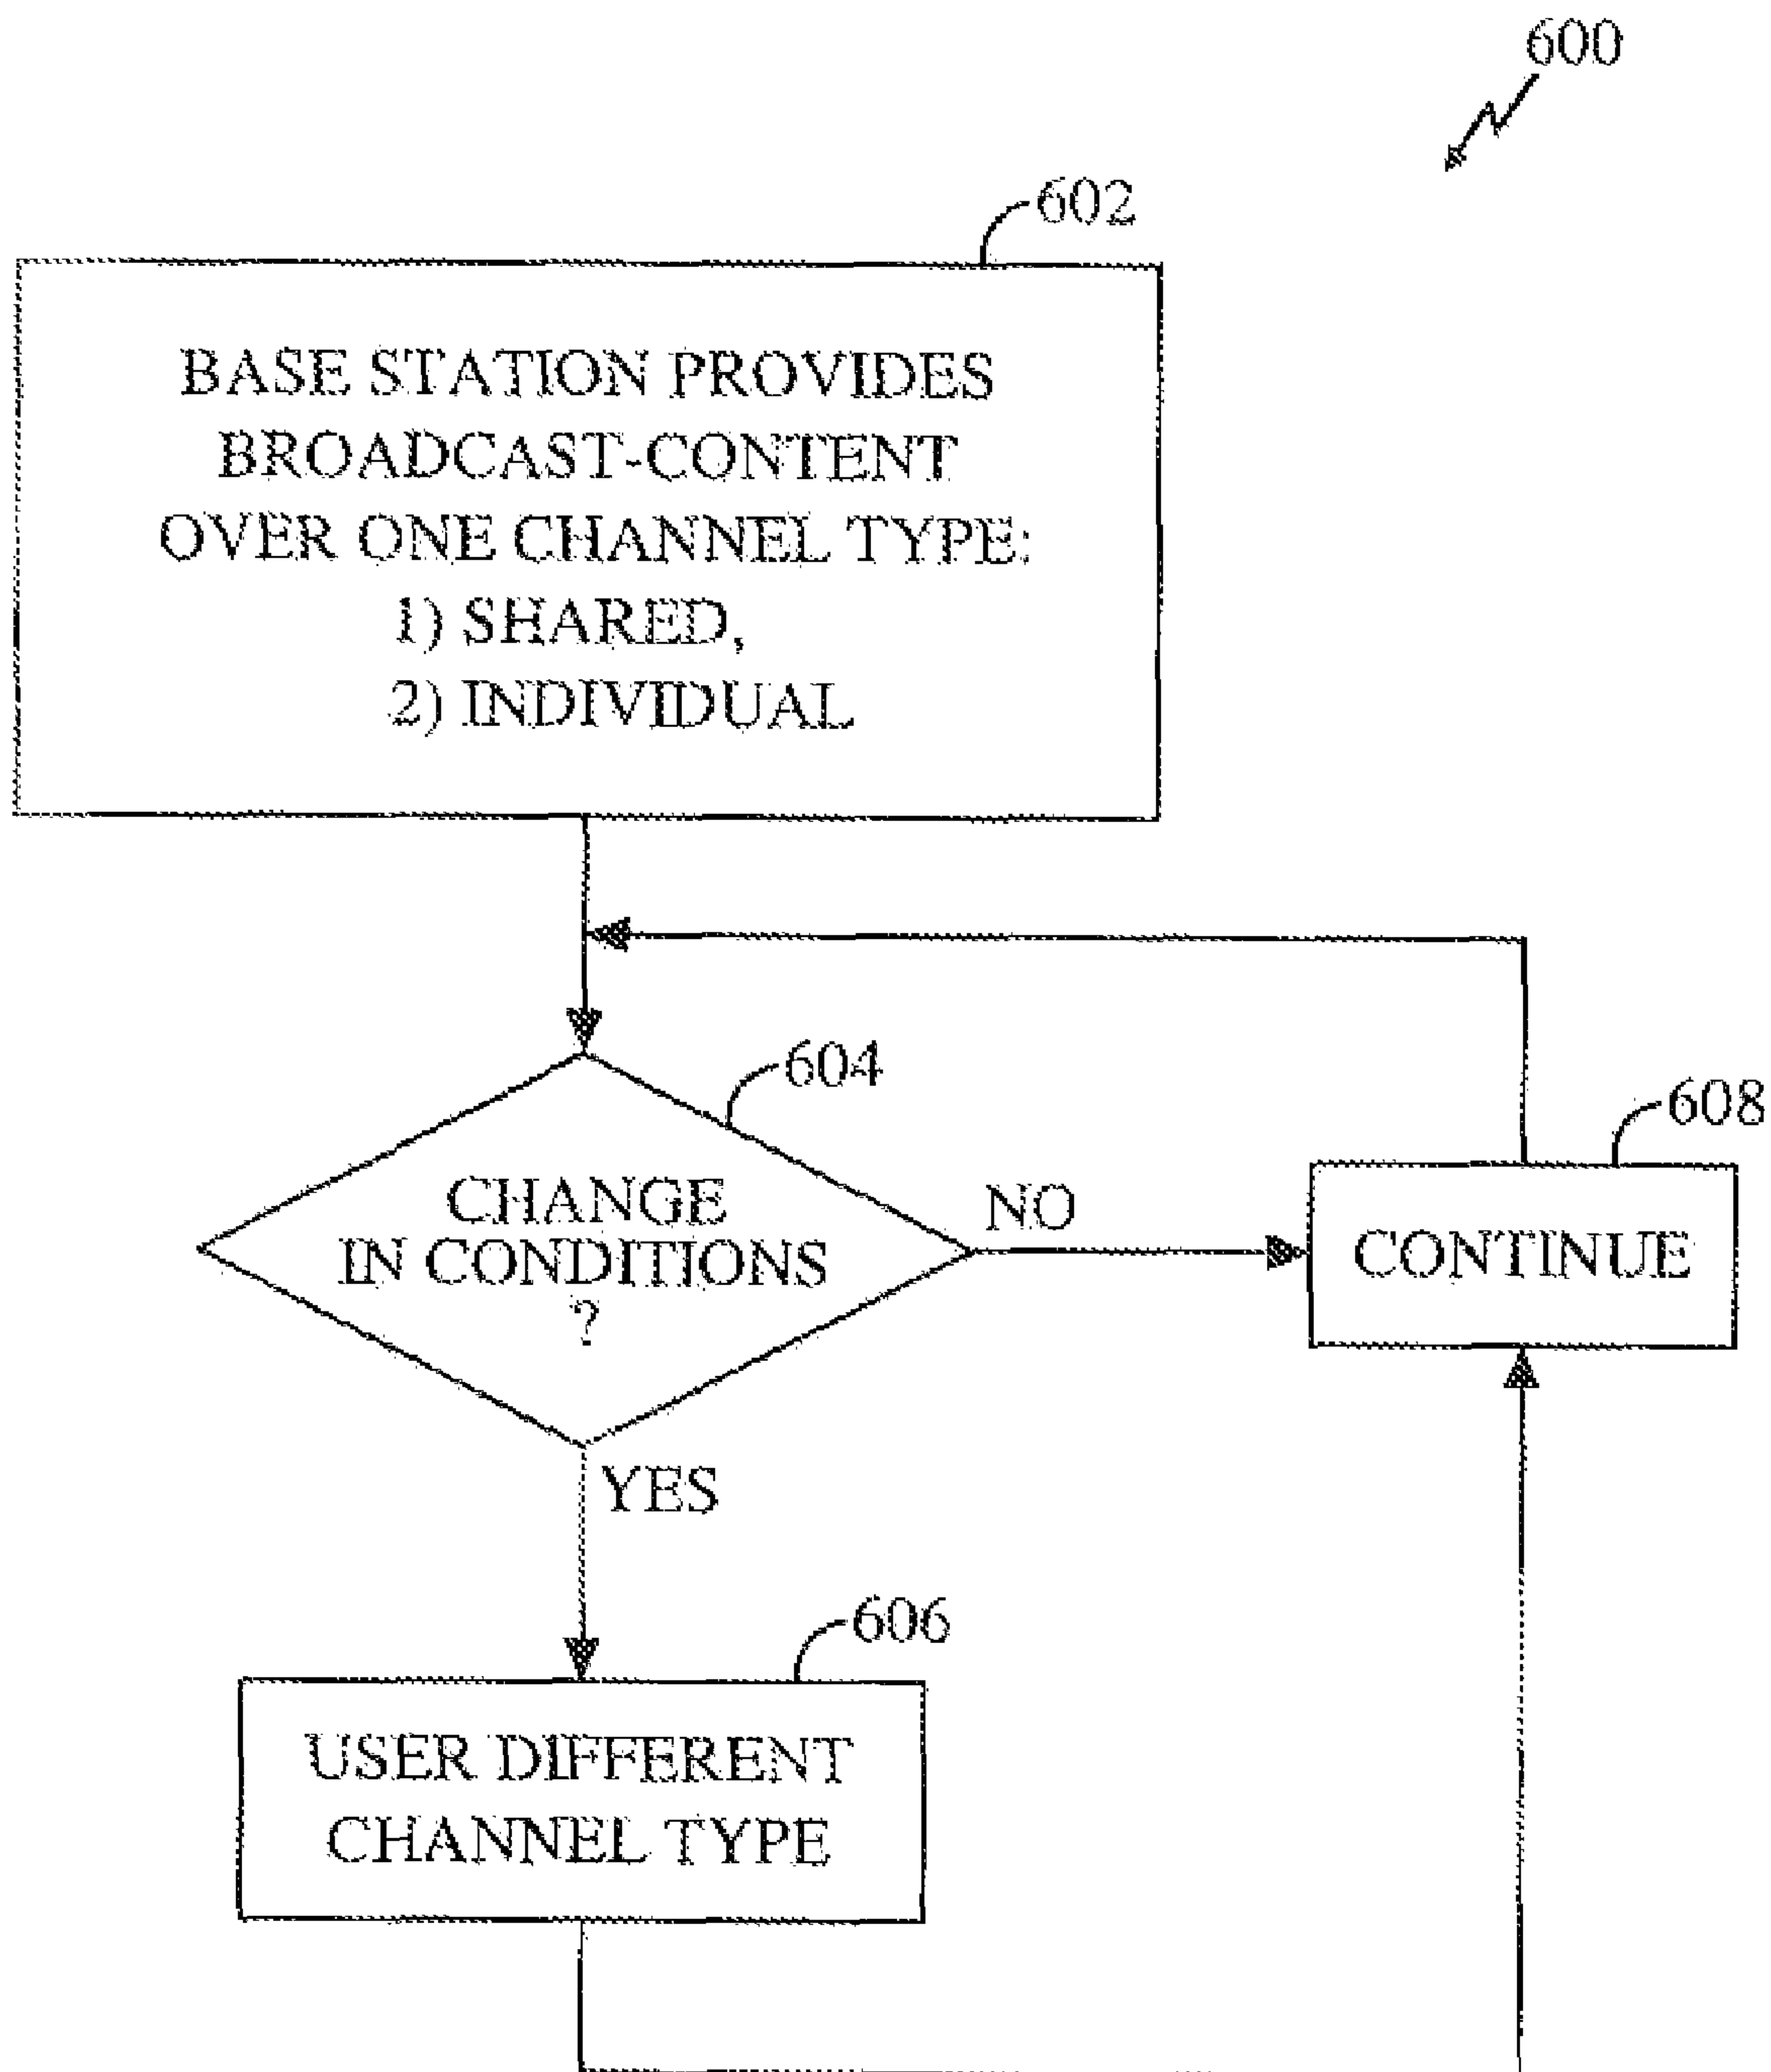 600
602
BASE STATION PROVIDES
BROADCAST-CONTENT
OVER ONE CHANNEL TYPE:
1) SHARED,
2) INDIVIDUAL
604
CHANGE
IN CONDITIONS
?
NO
608
CONTINUE
YES
606
USER DIFFERENT
CHANNEL TYPE